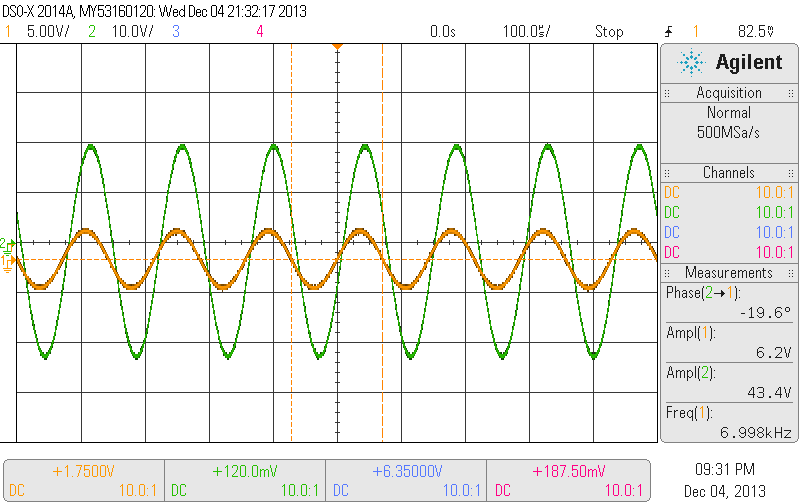 DSO-X 2014A, MY53160120: Wed Dec 04 21:32:17 2013
1 5.00V/ 2 10.0V/ 3 4 0.0s 100.0s/ Stop 1 82.5
Agilent
Acquisition
Normal
500MSa/s
Channels
DC 10.0:1
DC 10.0:1
DC 10.0:1
DC 10.0:1
Measurements
Phase(2→1):
-19.6°
Ampl(1):
6.2V
Ampl(2):
43.4V
Freq(1):
6.998kHz
2
1
+1.7500V
DC 10.0:1
+120.0mV
DC 10.0:1
+6.35000V
DC 10.0:1
+187.50mV
DC 10.0:1
09:31 PM
Dec 04, 2013